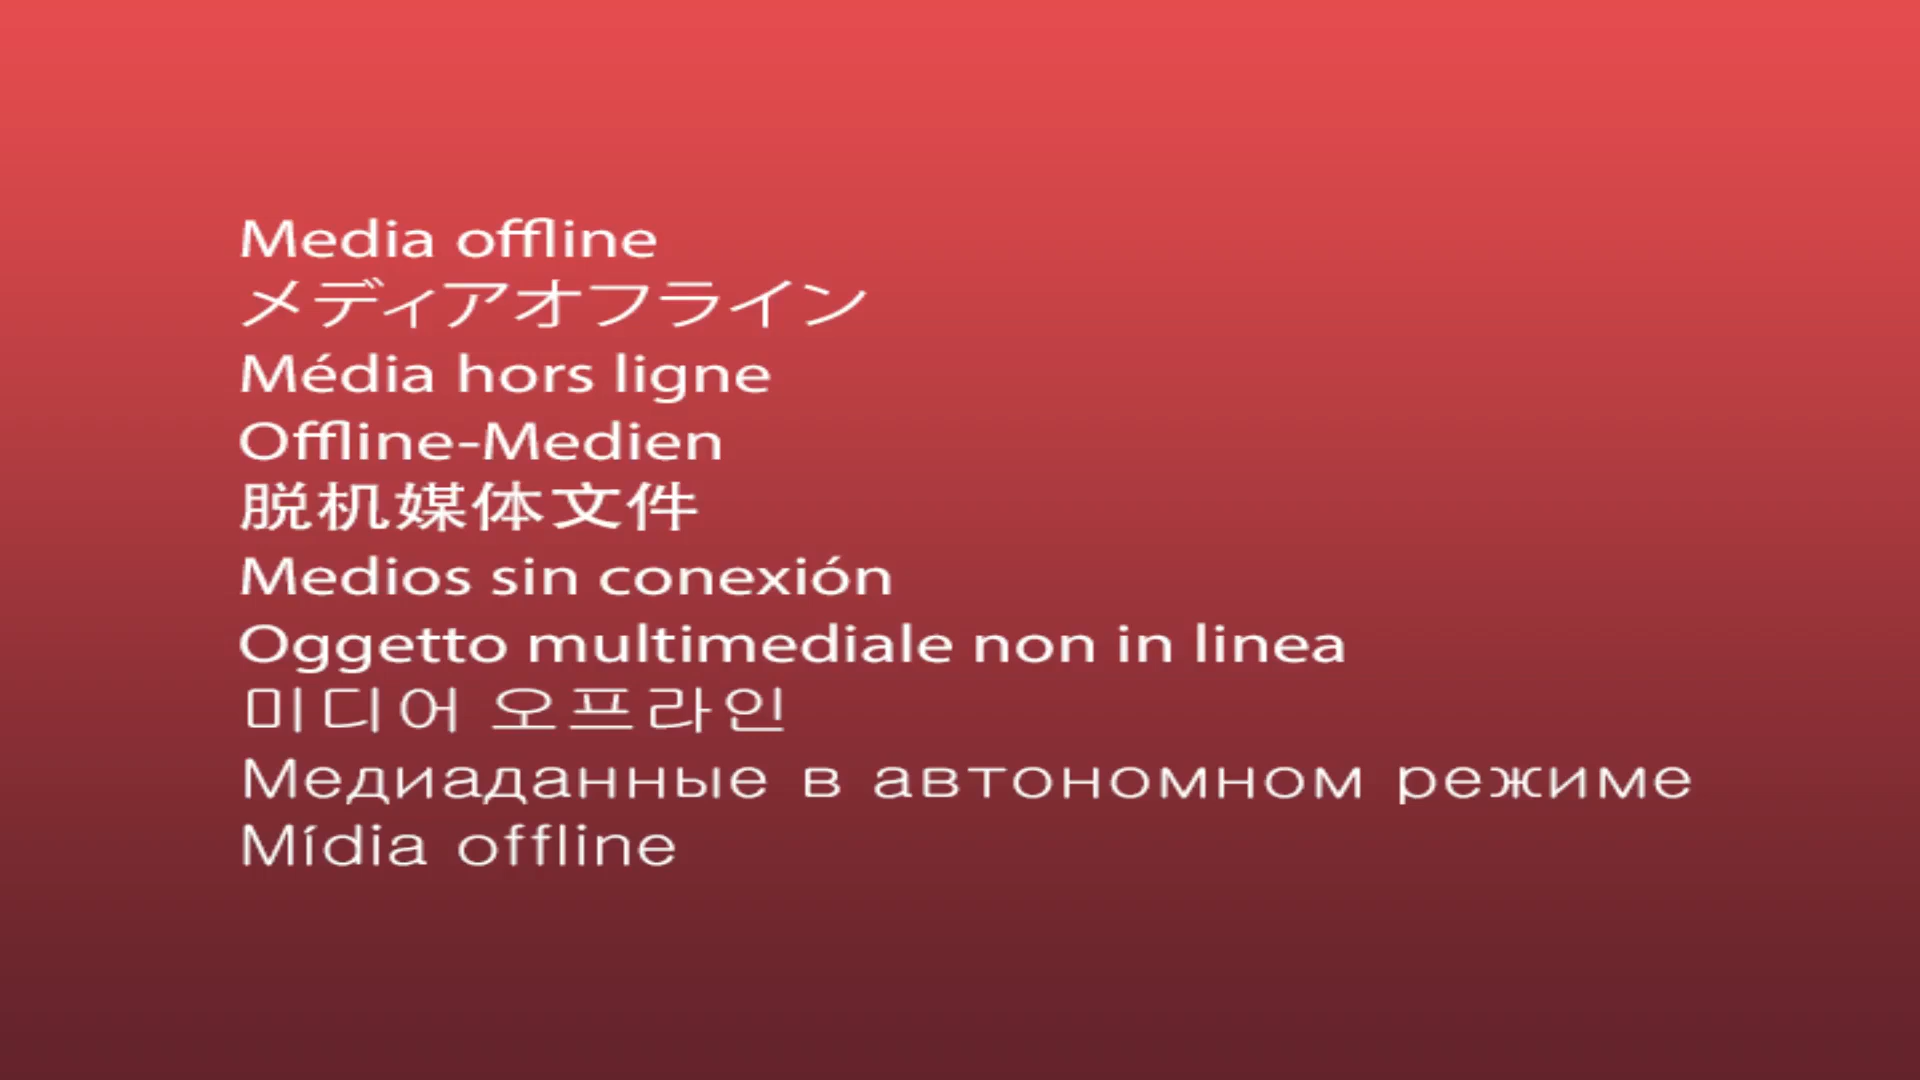 Media offline
メディアオフライン
Média hors ligne
Offline-Medien
脱机媒体文件
Medios sin conexión
Oggetto multimediale non in linea
미디어 오프라인
Медиаданные в автономном режиме
Mídia offline